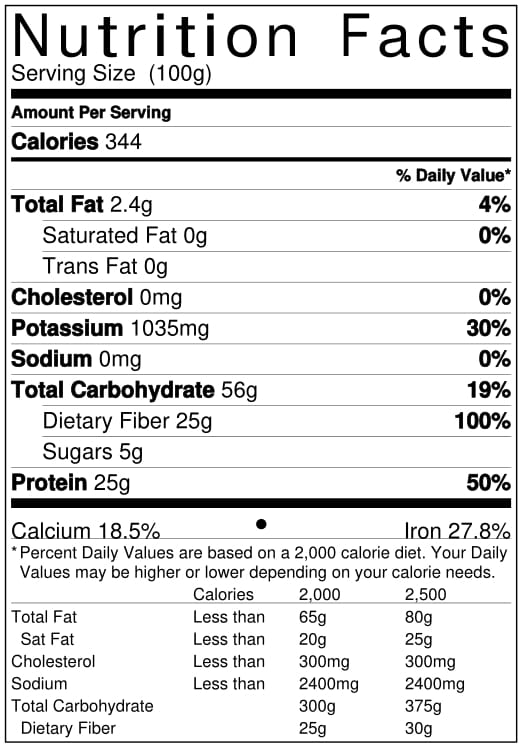 Nutrition Facts
Serving Size (100g)
Amount Per Serving
Calories 344
% Daily Value*
Total Fat 2.4g 4%
Saturated Fat 0g 0%
Trans Fat 0g
Cholesterol 0mg 0%
Potassium 1035mg 30%
Sodium 0mg 0%
Total Carbohydrate 56g 19%
Dietary Fiber 25g 100%
Sugars 5g
Protein 25g 50%
Calcium 18.5% • Iron 27.8%
* Percent Daily Values are based on a 2,000 calorie diet. Your Daily
Values may be higher or lower depending on your calorie needs.
Calories 2,000 2,500
Total Fat Less than 65g 80g
Sat Fat Less than 20g 25g
Cholesterol Less than 300mg 300mg
Sodium Less than 2400mg 2400mg
Total Carbohydrate 300g 375g
Dietary Fiber 25g 30g